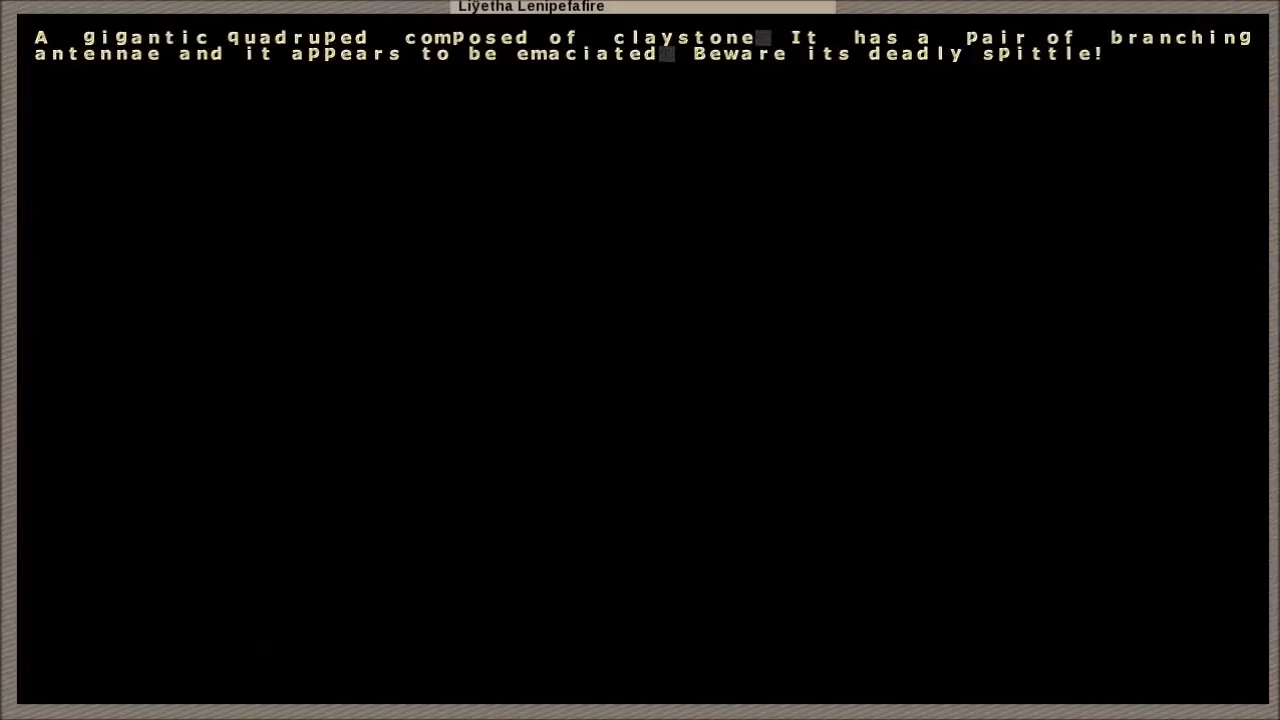 Liÿetha Lenipefafire
A gigantic quadruped composed of claystone. It has a pair of branching
antennae and it appears to be emaciated. Beware its deadly spittle!